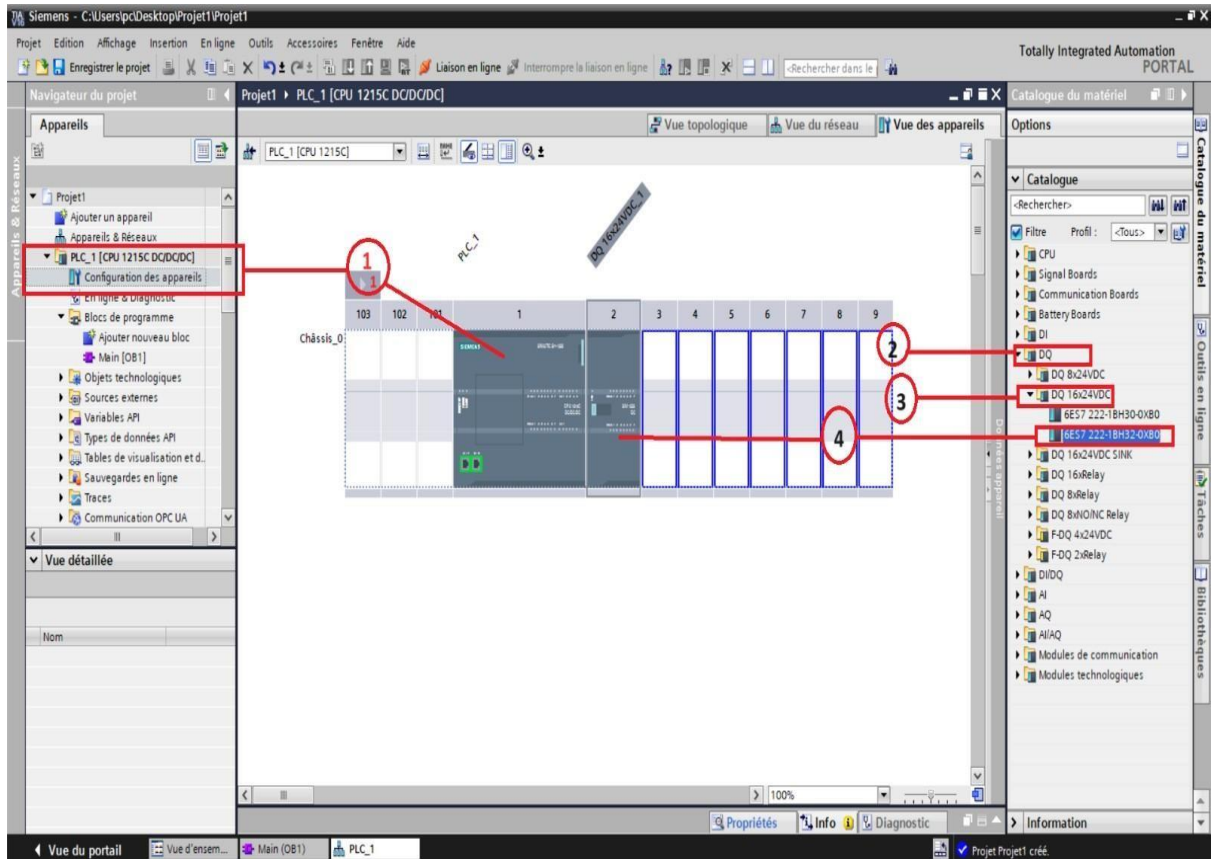 Siemens - C:\Users\pc\Desktop\Projet1\Projet1
Projet Edition Affichage Insertion En ligne Outils Accessoires Fenêtre Aide
Enregistrer le projet Liaison en ligne Interrompre la liaison en ligne <Rechercher dans le
Totally Integrated Automation
PORTAL
Navigateur du projet
Projet1 PLC_1 [CPU 1215C DC/DC/DC]
Catalogue du matériel
Appareils
Vue topologique Vue du réseau Vue des appareils
Options
PLC_1 [CPU 1215C]
Appareils & Réseaux
Projet1
Ajouter un appareil
Appareils & Réseaux
PLC_1 [CPU 1215C DC/DC/DC]
Configuration des appareils
En ligne & Diagnostic
Blocs de programme
Ajouter nouveau bloc
Main [OB1]
Objets technologiques
Sources externes
Variables API
Types de données API
Tables de visualisation et d..
Sauvegardes en ligne
Traces
Communication OPC UA
Vue détaillée
Nom
PLC_1
DQ 16x24VDC_1
1
1
103 102 101 1 2 3 4 5 6 7 8 9
Châssis_0
SIEMENS
2
3
4
Données appareil
100%
Propriétés Info Diagnostic
Catalogue
<Rechercher>
Filtre Profil : <Tous>
CPU
Signal Boards
Communication Boards
Battery Boards
DI
DQ
DQ 8x24VDC
DQ 16x24VDC
6ES7 222-1BH30-0XB0
6ES7 222-1BH32-0XB0
DQ 16x24VDC SINK
DQ 16xRelay
DQ 8xRelay
DQ 8xNO/NC Relay
F-DQ 4x24VDC
F-DQ 2xRelay
DI/DQ
AI
AQ
AI/AQ
Modules de communication
Modules technologiques
Information
Catalogue du matériel
Outils en ligne
Tâches
Bibliothèques
Vue du portail Vue d'ensem... Main (OB1) PLC_1
Projet Projet1 créé.